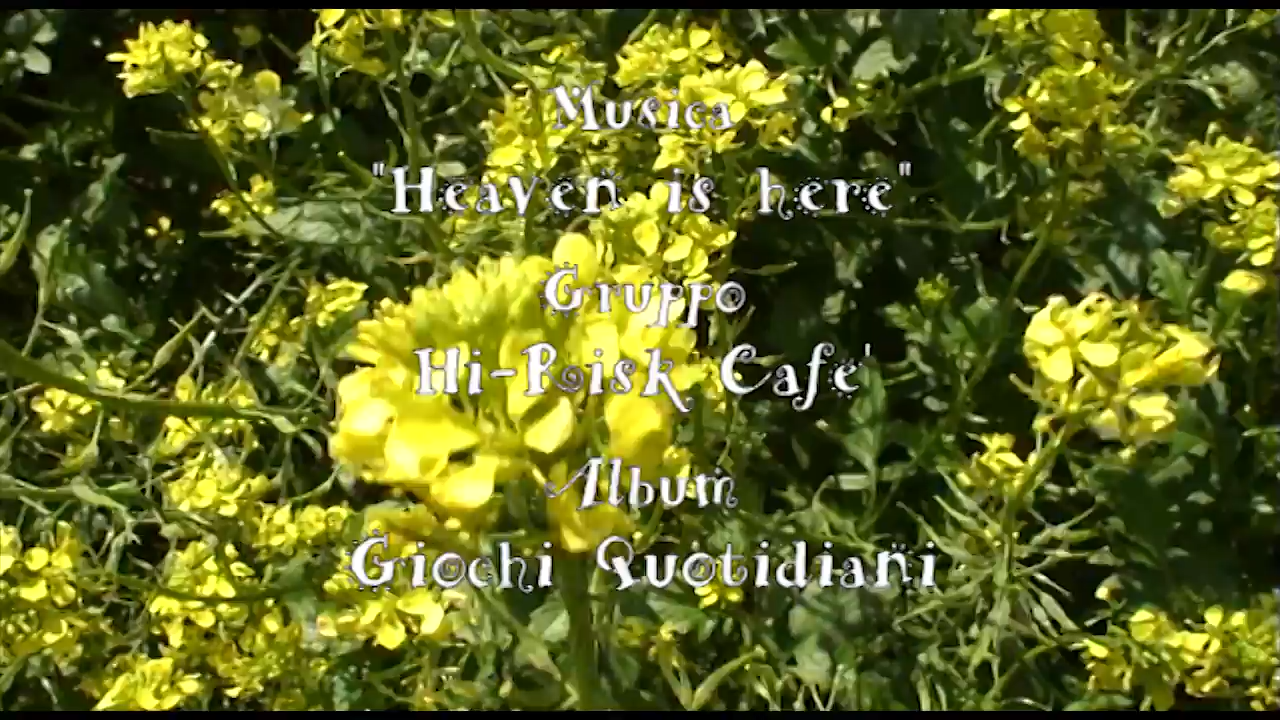 Musica
"Heaven is here"
Gruppo
Hi-Risk Cafe'
Album
Giochi Quotidiani